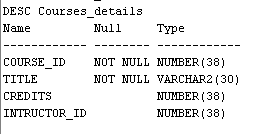 DESC Courses_details
Name Null Type
------------ -------- ------------
COURSE_ID NOT NULL NUMBER(38)
TITLE NOT NULL VARCHAR2(30)
CREDITS NUMBER(38)
INTRUCTOR_ID NUMBER(38)